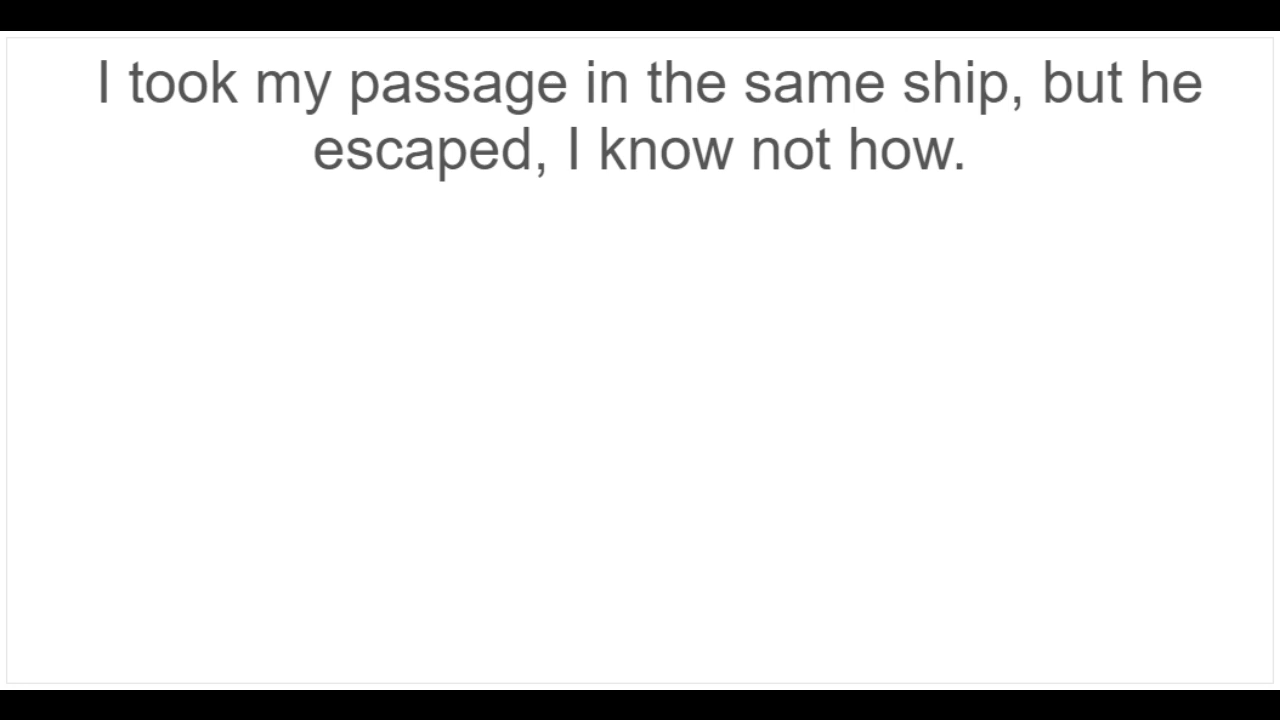 I took my passage in the same ship, but he
escaped, I know not how.